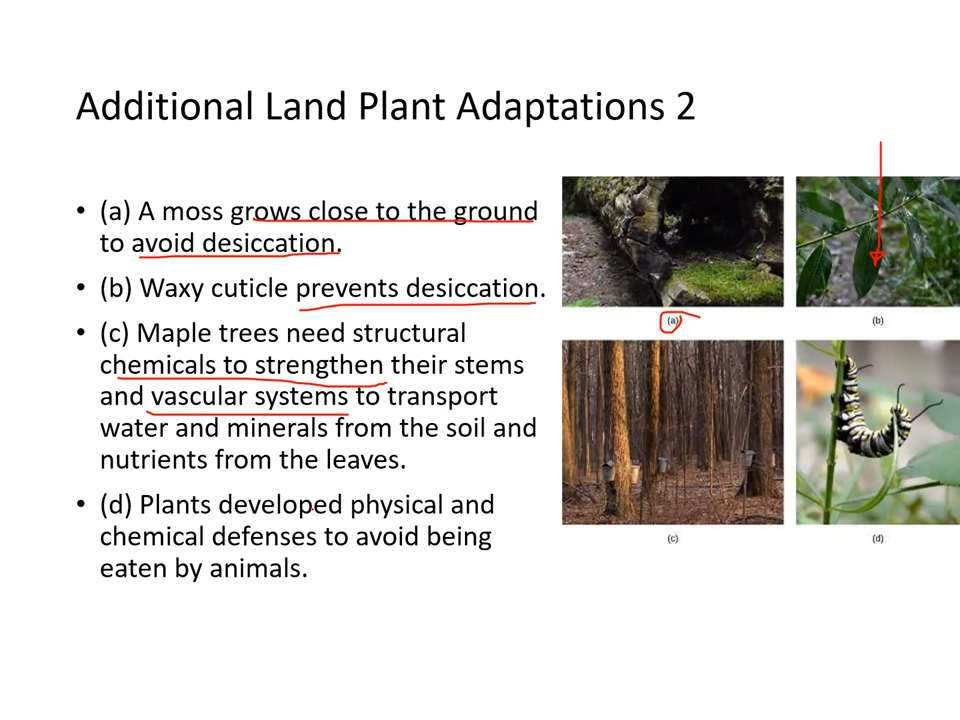 Additional Land Plant Adaptations 2
• (a) A moss grows close to the ground
to avoid desiccation.
• (b) Waxy cuticle prevents desiccation.
• (c) Maple trees need structural
chemicals to strengthen their stems
and vascular systems to transport
water and minerals from the soil and
nutrients from the leaves.
• (d) Plants developed physical and
chemical defenses to avoid being
eaten by animals.
(a)
(b)
(c)
(d)